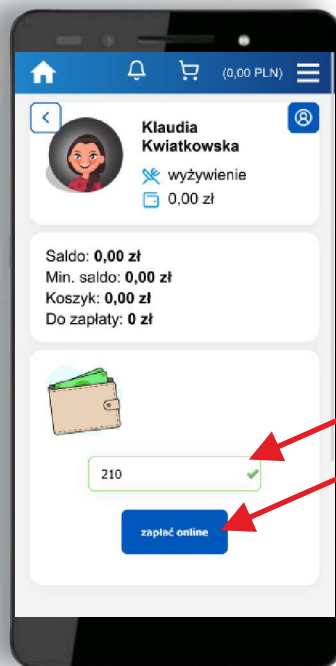 (0,00 PLN)
Klaudia
Kwiatkowska
wyżywienie
0,00 zł
Saldo: 0,00 zł
Min. saldo: 0,00 zł
Koszyk: 0,00 zł
Do zapłaty: 0 zł
210
zapłać online